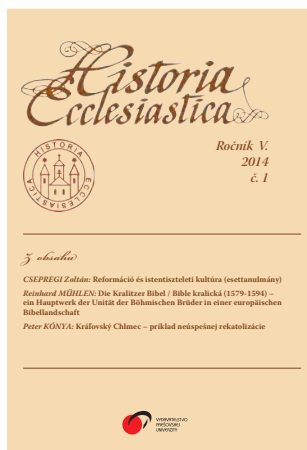 Historia
Ecclesiastica
Ročník V.
2014
č. 1
HISTORIA
ECCLESIASTICA
Z obsahu
CSEPREGI Zoltán: Reformáció és istentiszteleti kultúra (esettanulmány)
Reinhard MÜHLEN: Die Kralitzer Bibel / Bible kralická (1579-1594) –
ein Hauptwerk der Unität der Böhmischen Brüder in einer europäischen
Bibellandschaft
Peter KÓNYA: Kráľovský Chlmec – príklad neúspešnej rekatolizácie
VYDAVATEĽSTVO
PREŠOVSKEJ
UNIVERZITY